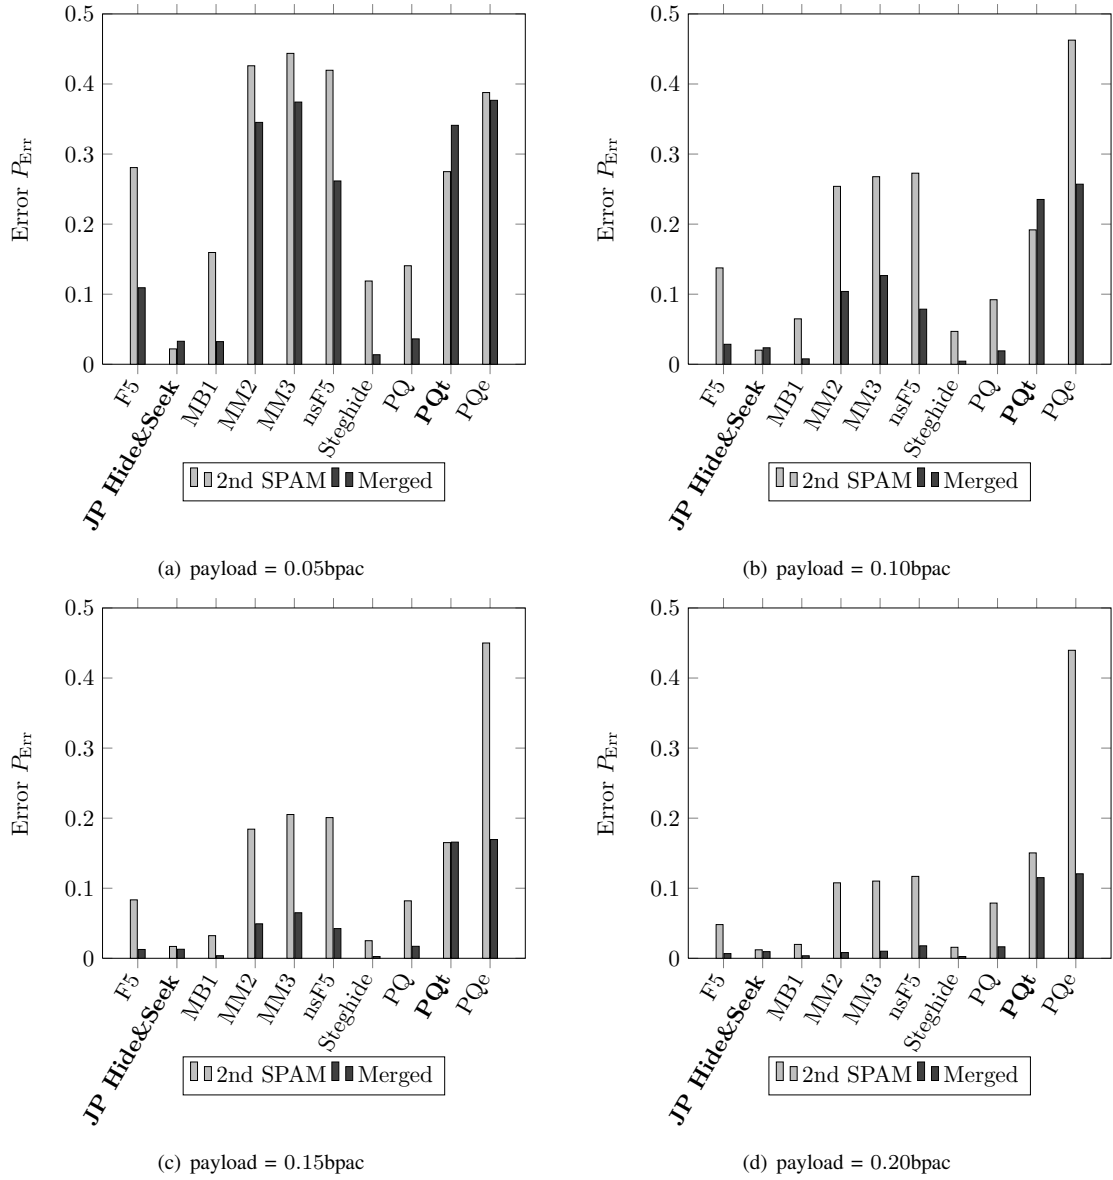 0.5
0.4
0.3
0.2
0.1
0
Error P_Err
F5
JP Hide&Seek
MB1
MM2
MM3
nsF5
Steghide
PQ
PQt
PQe
2nd SPAM Merged
(a) payload = 0.05bpac
0.5
0.4
0.3
0.2
0.1
0
Error P_Err
F5
JP Hide&Seek
MB1
MM2
MM3
nsF5
Steghide
PQ
PQt
PQe
2nd SPAM Merged
(b) payload = 0.10bpac
0.5
0.4
0.3
0.2
0.1
0
Error P_Err
F5
JP Hide&Seek
MB1
MM2
MM3
nsF5
Steghide
PQ
PQt
PQe
2nd SPAM Merged
(c) payload = 0.15bpac
0.5
0.4
0.3
0.2
0.1
0
Error P_Err
F5
JP Hide&Seek
MB1
MM2
MM3
nsF5
Steghide
PQ
PQt
PQe
2nd SPAM Merged
(d) payload = 0.20bpac